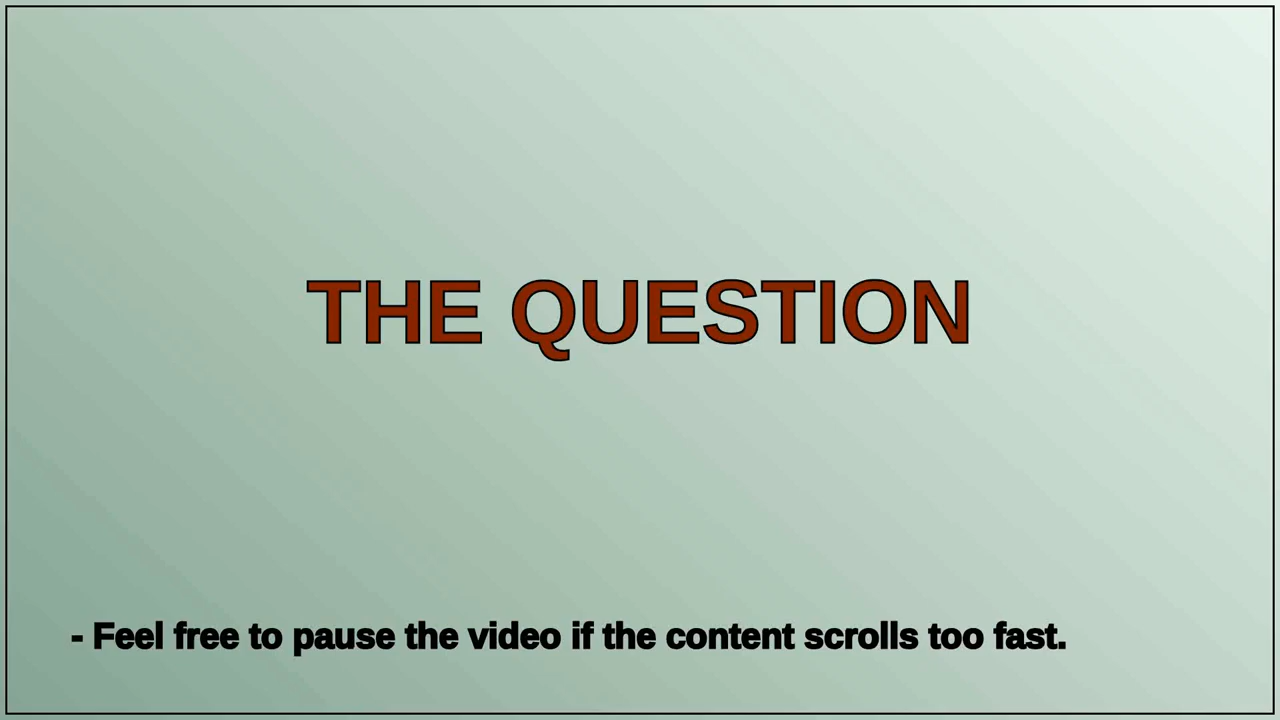 THE QUESTION
- Feel free to pause the video if the content scrolls too fast.